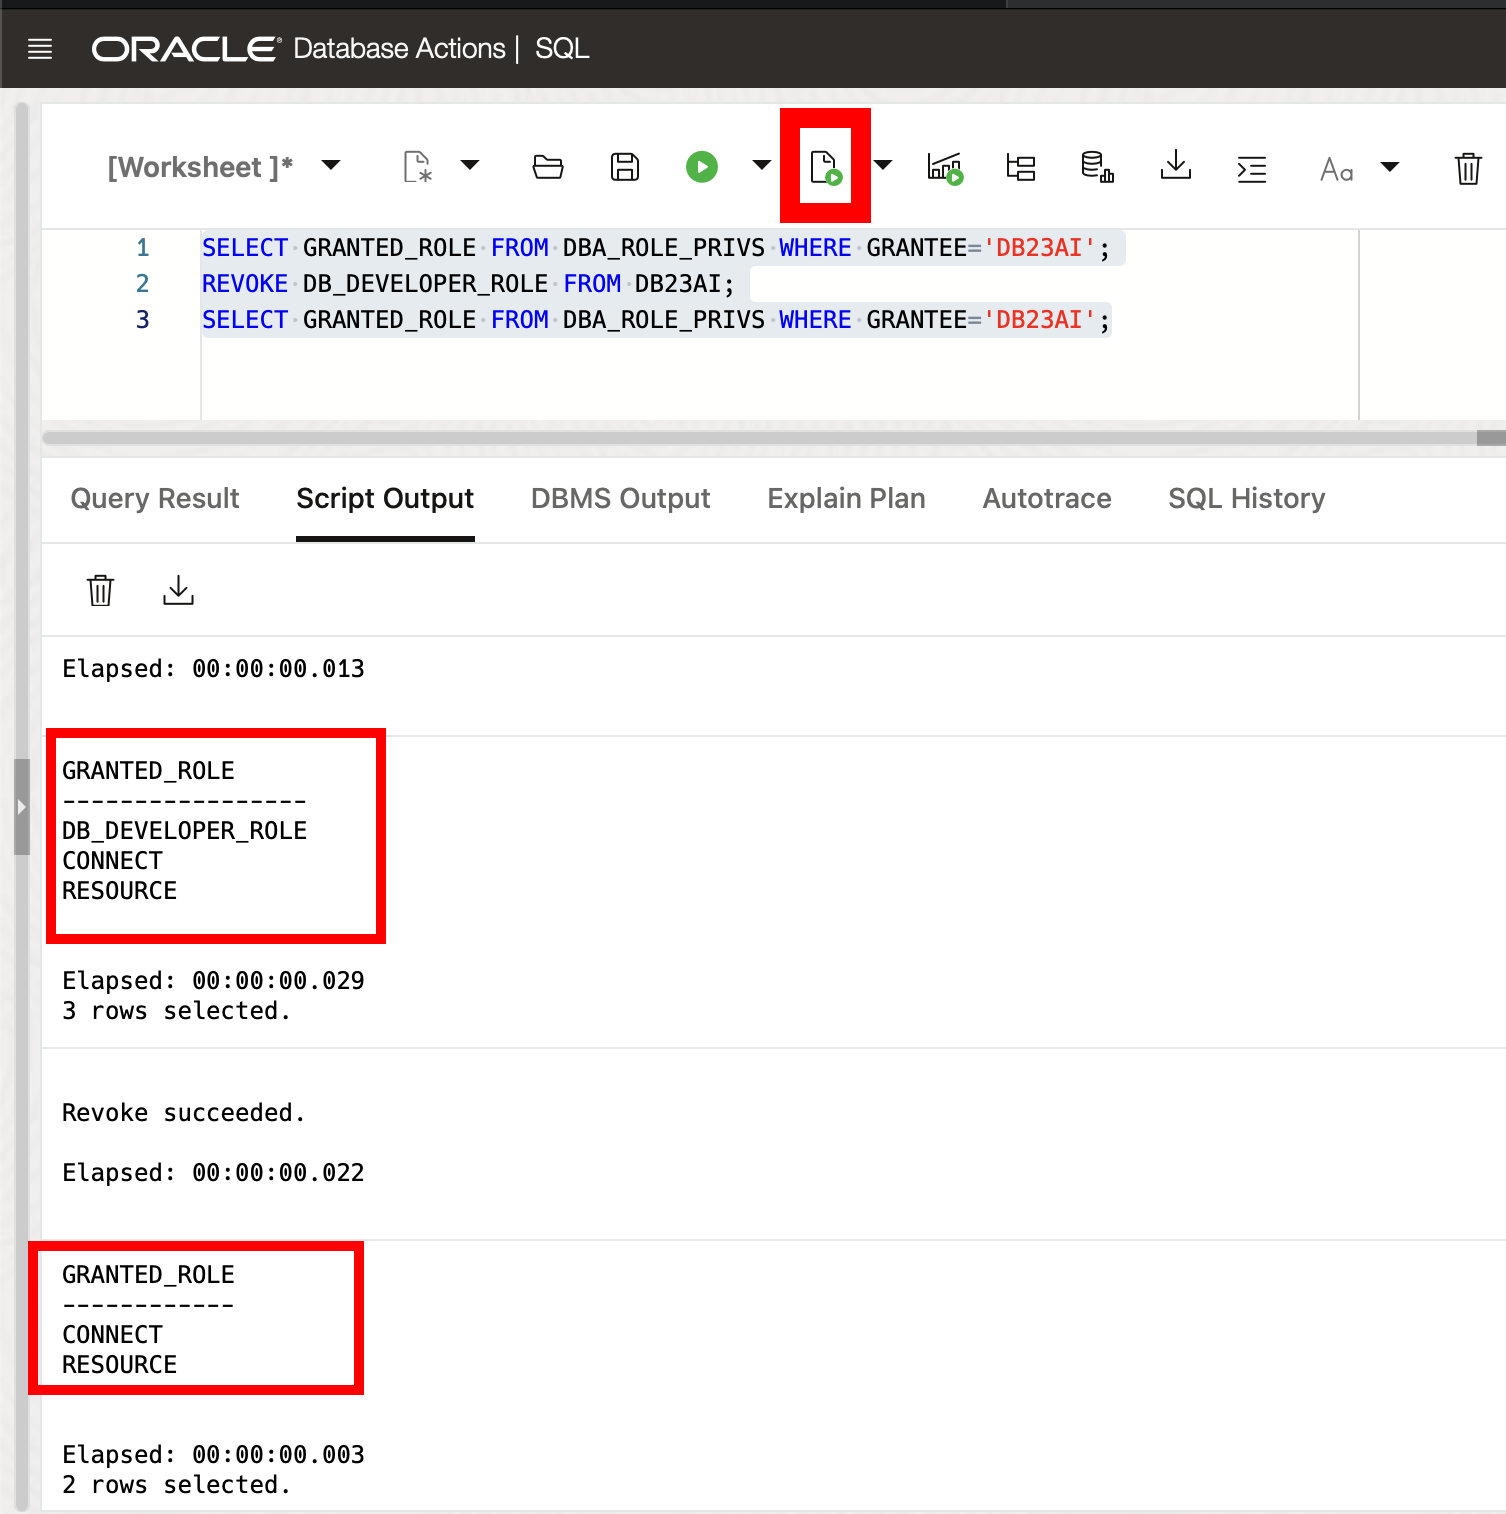 ORACLE Database Actions | SQL
[Worksheet ]*
Aa
1 SELECT GRANTED_ROLE FROM DBA_ROLE_PRIVS WHERE GRANTEE='DB23AI';
2 REVOKE DB_DEVELOPER_ROLE FROM DB23AI;
3 SELECT GRANTED_ROLE FROM DBA_ROLE_PRIVS WHERE GRANTEE='DB23AI';
Query Result Script Output DBMS Output Explain Plan Autotrace SQL History
Elapsed: 00:00:00.013
GRANTED_ROLE
-----------------
DB_DEVELOPER_ROLE
CONNECT
RESOURCE
Elapsed: 00:00:00.029
3 rows selected.
Revoke succeeded.
Elapsed: 00:00:00.022
GRANTED_ROLE
------------
CONNECT
RESOURCE
Elapsed: 00:00:00.003
2 rows selected.